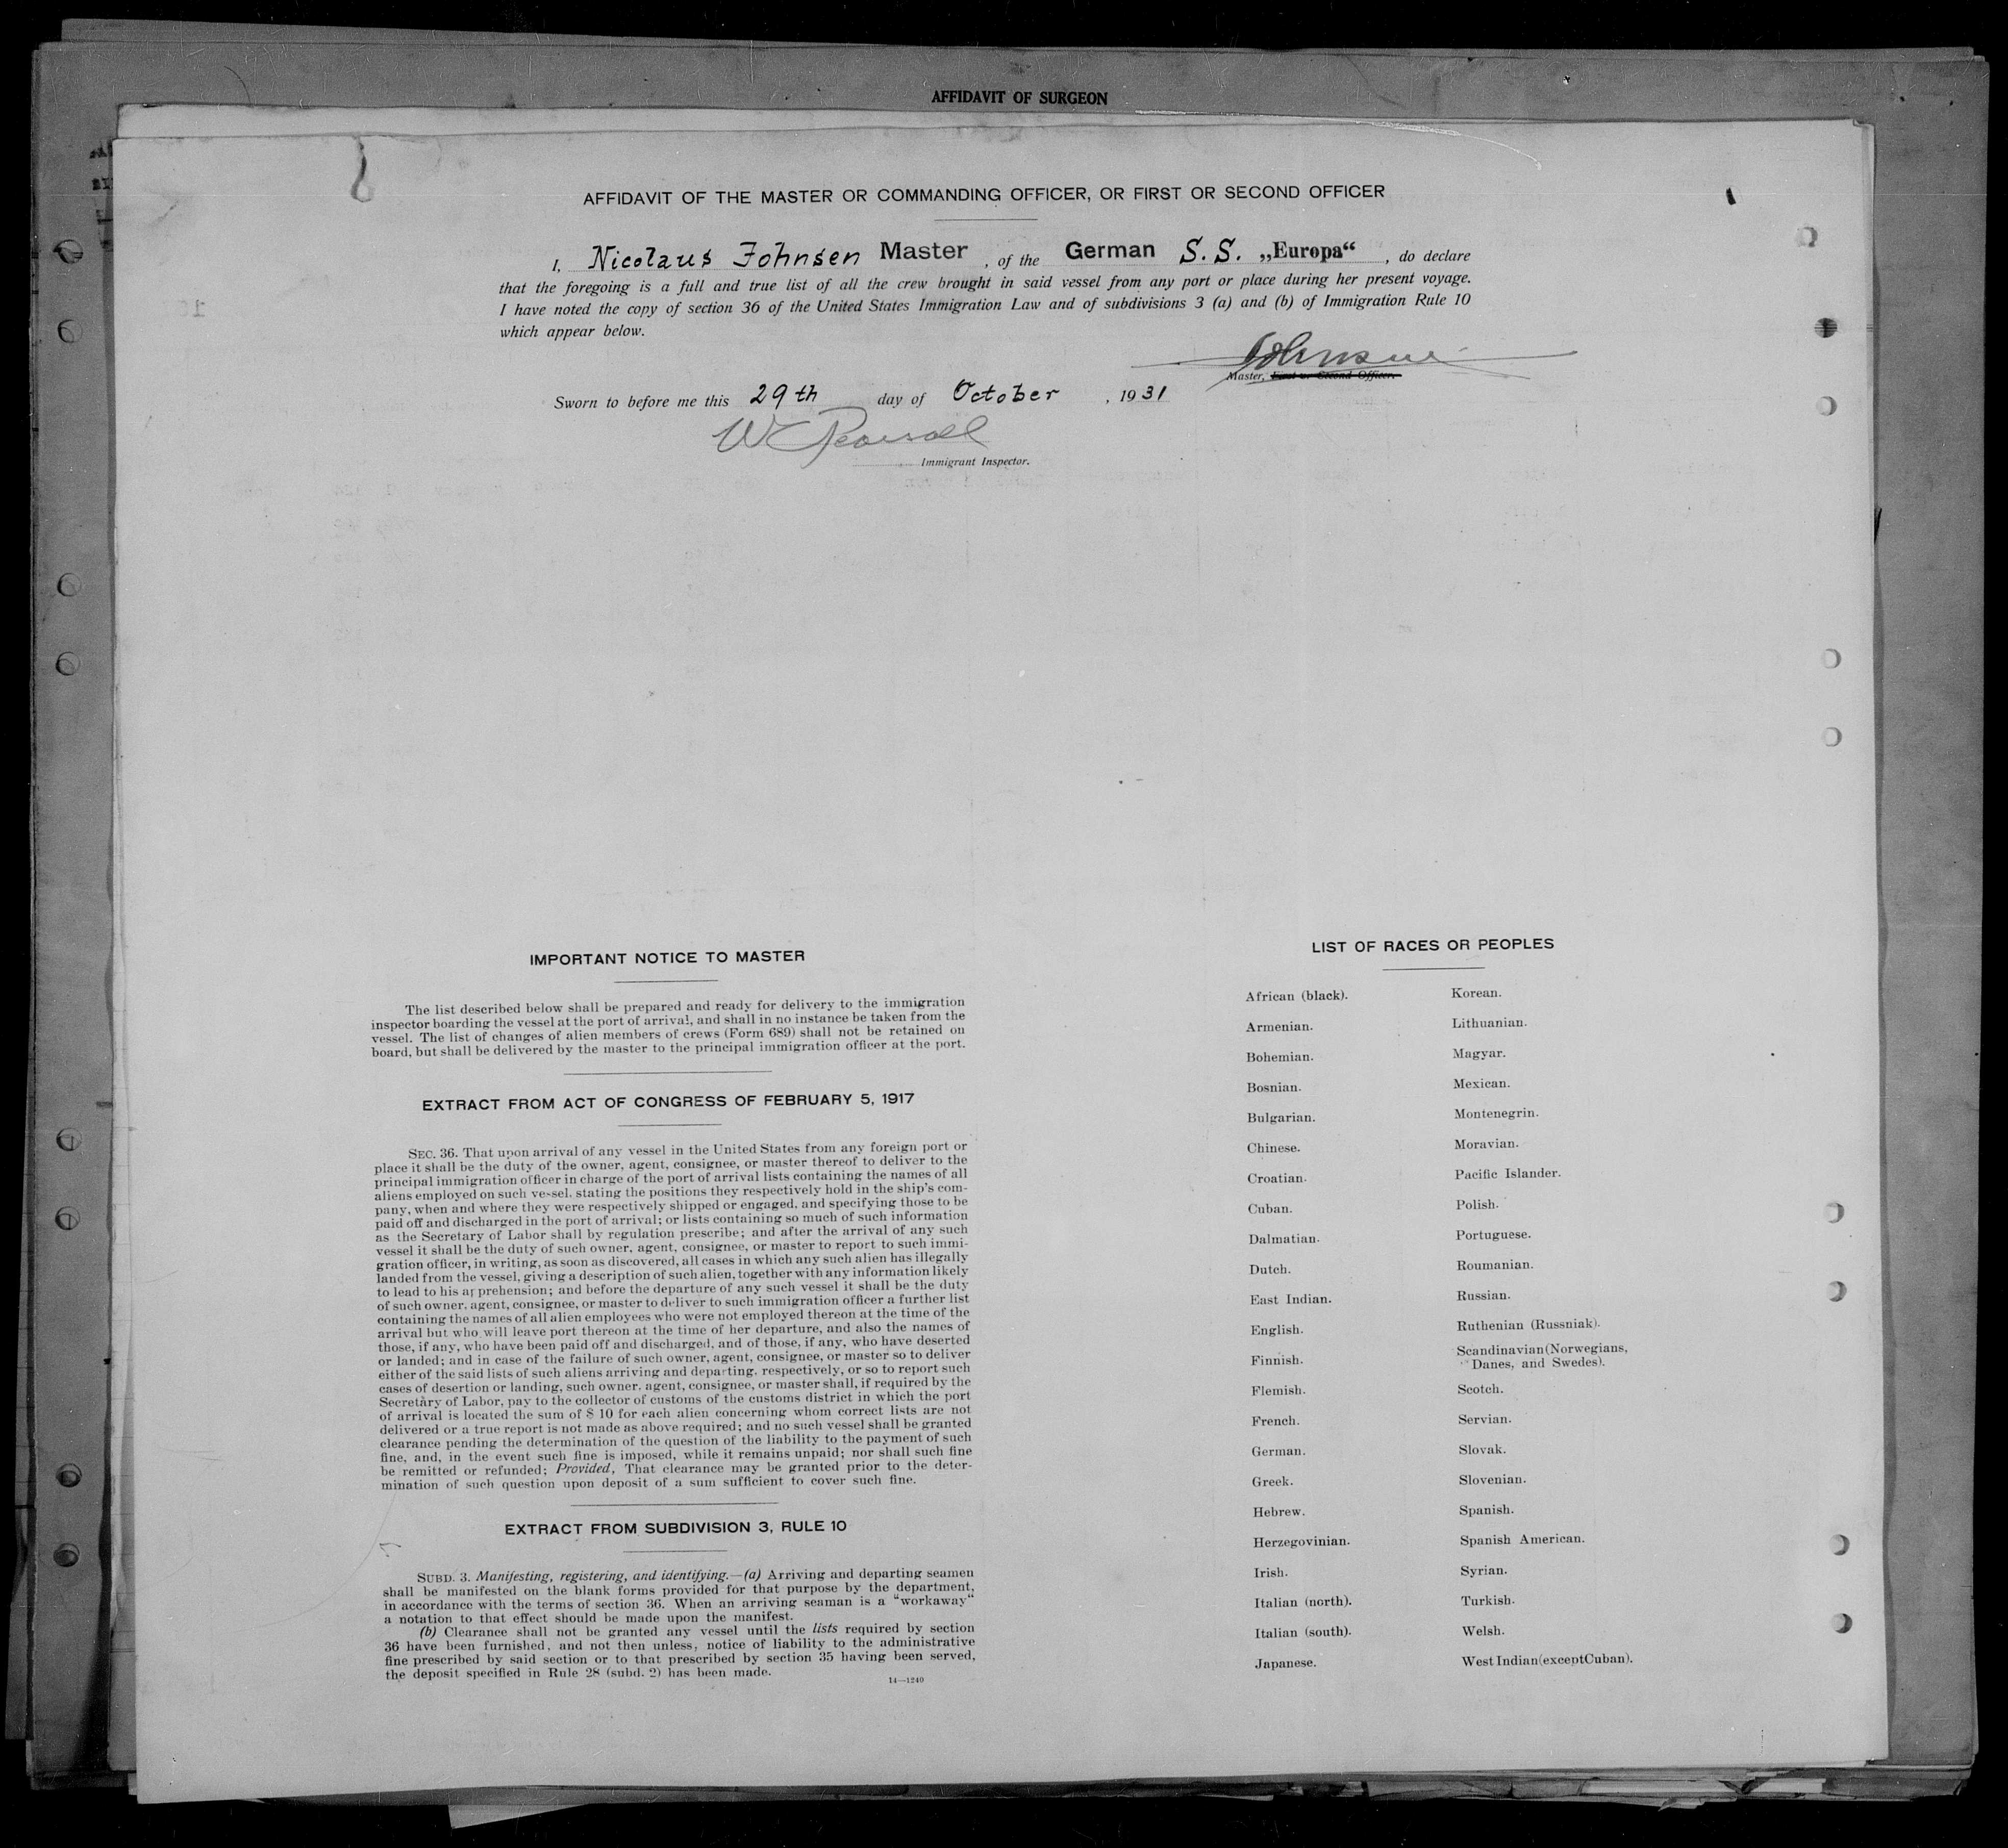 AFFIDAVIT OF SURGEON
AFFIDAVIT OF THE MASTER OR COMMANDING OFFICER, OR FIRST OR SECOND OFFICER
I, Nicolaus Johnsen Master, of the German S. S. „Europa“, do declare
that the foregoing is a full and true list of all the crew brought in said vessel from any port or place during her present voyage.
I have noted the copy of section 36 of the United States Immigration Law and of subdivisions 3 (a) and (b) of Immigration Rule 10
which appear below.
Johnsen
Master, First or Second Officer.
Sworn to before me this 29th day of October, 1931
Immigrant Inspector.
IMPORTANT NOTICE TO MASTER
The list described below shall be prepared and ready for delivery to the immigration
inspector boarding the vessel at the port of arrival, and shall in no instance be taken from the
vessel. The list of changes of alien members of crews (Form 689) shall not be retained on
board, but shall be delivered by the master to the principal immigration officer at the port.
EXTRACT FROM ACT OF CONGRESS OF FEBRUARY 5, 1917
SEC. 36. That upon arrival of any vessel in the United States from any foreign port or
place it shall be the duty of the owner, agent, consignee, or master thereof to deliver to the
principal immigration officer in charge of the port of arrival lists containing the names of all
aliens employed on such vessel, stating the positions they respectively hold in the ship's com-
pany, when and where they were respectively shipped or engaged, and specifying those to be
paid off and discharged in the port of arrival; or lists containing so much of such information
as the Secretary of Labor shall by regulation prescribe; and after the arrival of any such
vessel it shall be the duty of such owner, agent, consignee, or master to report to such immi-
gration officer, in writing, as soon as discovered, all cases in which any such alien has illegally
landed from the vessel, giving a description of such alien, together with any information likely
to lead to his apprehension; and before the departure of any such vessel it shall be the duty
of such owner, agent, consignee, or master to deliver to such immigration officer a further list
containing the names of all alien employees who were not employed thereon at the time of the
arrival but who will leave port thereon at the time of her departure, and also the names of
those, if any, who have been paid off and discharged, and of those, if any, who have deserted
or landed; and in case of the failure of such owner, agent, consignee, or master so to deliver
either of the said lists of such aliens arriving and departing, respectively, or so to report such
cases of desertion or landing, such owner, agent, consignee, or master shall, if required by the
Secretary of Labor, pay to the collector of customs of the customs district in which the port
of arrival is located the sum of $ 10 for each alien concerning whom correct lists are not
delivered or a true report is not made as above required; and no such vessel shall be granted
clearance pending the determination of the question of the liability to the payment of such
fine, and, in the event such fine is imposed, while it remains unpaid; nor shall such fine
be remitted or refunded; Provided, That clearance may be granted prior to the deter-
mination of such question upon deposit of a sum sufficient to cover such fine.
EXTRACT FROM SUBDIVISION 3, RULE 10
SUBD. 3. Manifesting, registering, and identifying.—(a) Arriving and departing seamen
shall be manifested on the blank forms provided for that purpose by the department,
in accordance with the terms of section 36. When an arriving seaman is a “workaway“
a notation to that effect should be made upon the manifest.
(b) Clearance shall not be granted any vessel until the lists required by section
36 have been furnished, and not then unless, notice of liability to the administrative
fine prescribed by said section or to that prescribed by section 35 having been served,
the deposit specified in Rule 28 (subd. 2) has been made.
14—1240
LIST OF RACES OR PEOPLES
African (black).
Armenian.
Bohemian.
Bosnian.
Bulgarian.
Chinese.
Croatian.
Cuban.
Dalmatian.
Dutch.
East Indian.
English.
Finnish.
Flemish.
French.
German.
Greek.
Hebrew.
Herzegovinian.
Irish.
Italian (north).
Italian (south).
Japanese.
Korean.
Lithuanian.
Magyar.
Mexican.
Montenegrin.
Moravian.
Pacific Islander.
Polish.
Portuguese.
Roumanian.
Russian.
Ruthenian (Russniak).
Scandinavian (Norwegians,
Danes, and Swedes).
Scotch.
Servian.
Slovak.
Slovenian.
Spanish.
Spanish American.
Syrian.
Turkish.
Welsh.
West Indian (except Cuban).